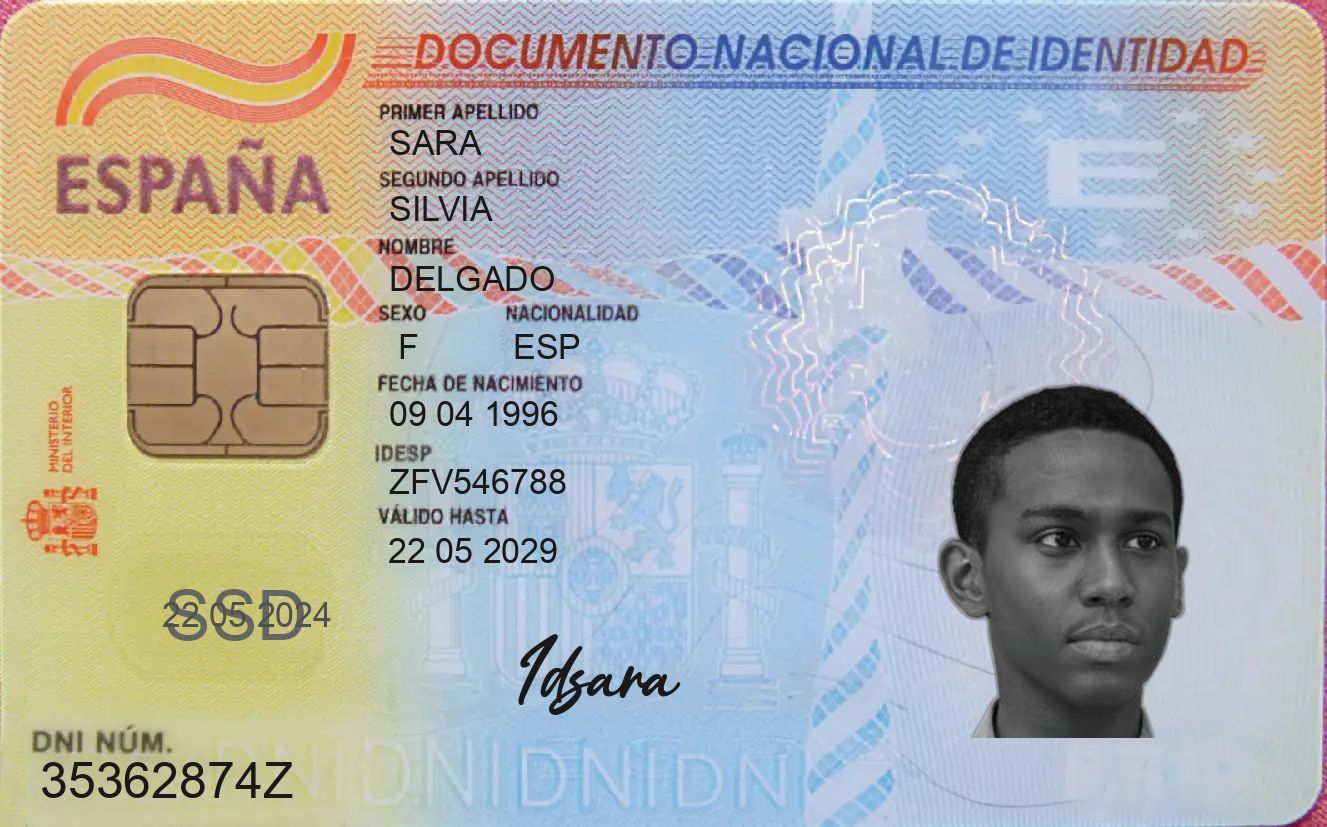 DOCUMENTO NACIONAL DE IDENTIDAD
ESPAÑA
E
PRIMER APELLIDO
SARA
SEGUNDO APELLIDO
SILVIA
NOMBRE
DELGADO
SEXO NACIONALIDAD
F ESP
FECHA DE NACIMIENTO
09 04 1996
IDESP
ZFV546788
VÁLIDO HASTA
22 05 2029
MINISTERIO
DEL INTERIOR
SSD
22 05 2024
Idsara
DNI NÚM.
35362874Z
DNIDNIDNIDNI